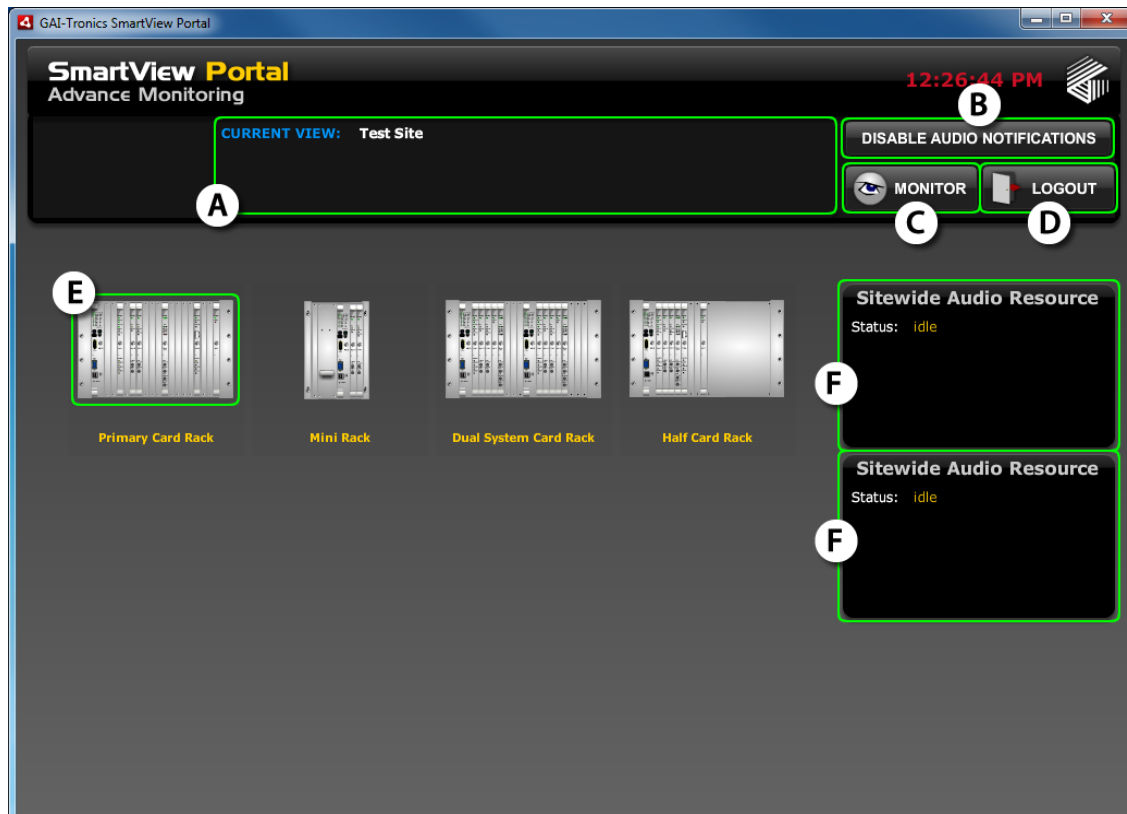 GAI-Tronics SmartView Portal
SmartView Portal
Advance Monitoring
12:26:44 PM
B
CURRENT VIEW: Test Site
DISABLE AUDIO NOTIFICATIONS
A
MONITOR
LOGOUT
C
D
E
Primary Card Rack
Mini Rack
Dual System Card Rack
Half Card Rack
Sitewide Audio Resource
Status: idle
F
Sitewide Audio Resource
Status: idle
F